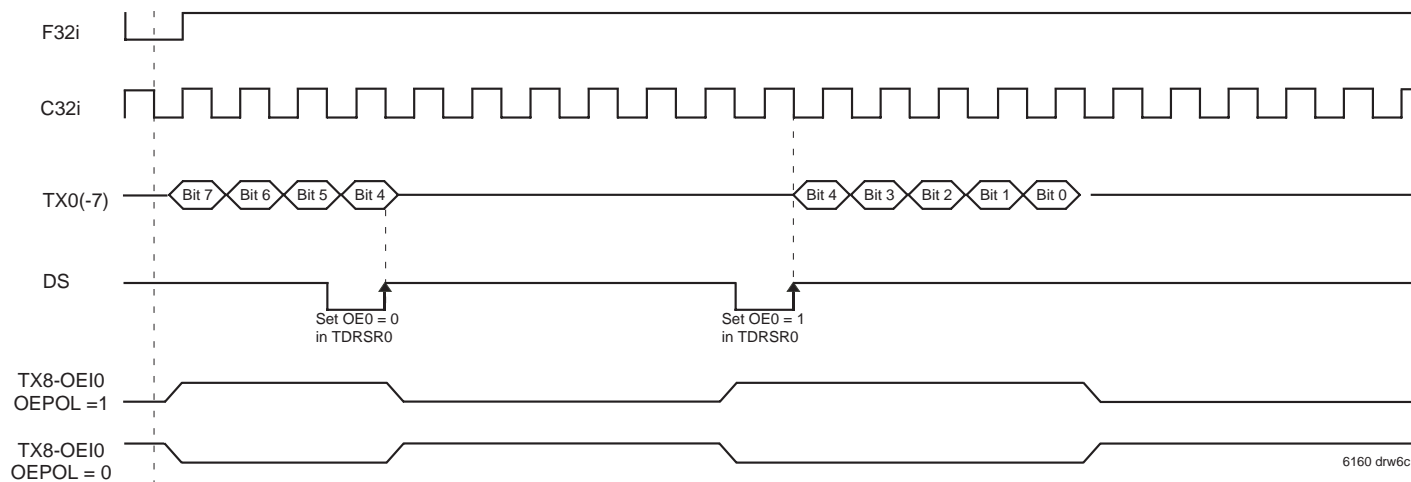 F32i
C32i
TX0(-7)
Bit 7 Bit 6 Bit 5 Bit 4 Bit 4 Bit 3 Bit 2 Bit 1 Bit 0
DS
Set OE0 = 0
in TDRSR0
Set OE0 = 1
in TDRSR0
TX8-OEI0
OEPOL =1
TX8-OEI0
OEPOL = 0
6160 drw6c